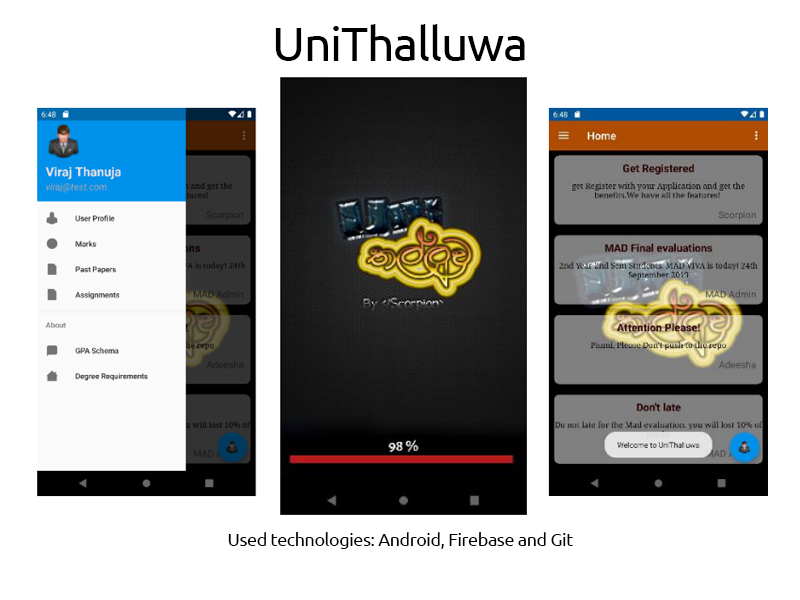 UniThalluwa
6:48
Viraj Thanuja
viraj@test.com
User Profile
Marks
Past Papers
Assignments
About
GPA Schema
Degree Requirements
and get the
Scorpion
MAD Admin
the repo
Adeesha
you will lost 10% of
MAD
Uni
තල්ලුව
By </Scorpion>
98 %
6:48
Home
Get Registered
get Register with your Application and get the
benefits.We have all the features!
Scorpion
MAD Final evaluations
2nd Year 2nd Sem Students, MAD VIVA is today! 24th
September 2019
MAD Admin
Attention Please!
Piumi, Please Don't push to the repo
Adeesha
Don't late
Do not late for the Mad evaluation, you will lost 10% of
Welcome to UniThalluwa
MAD
Used technologies: Android, Firebase and Git